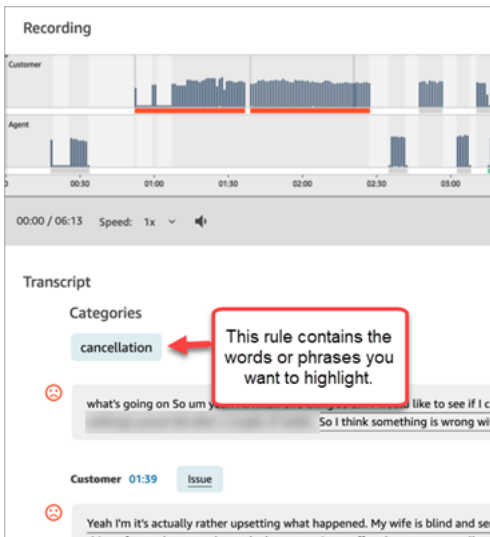 Recording
Customer
Agent
00:30 01:00 01:30 02:00 02:30 03:00
00:00 / 06:13 Speed: 1x
Transcript
Categories
cancellation
This rule contains the
words or phrases you
want to highlight.
what's going on So um like to see if I c
So I think something is wrong wi
Customer 01:39 Issue
Yeah I'm it's actually rather upsetting what happened. My wife is blind and se